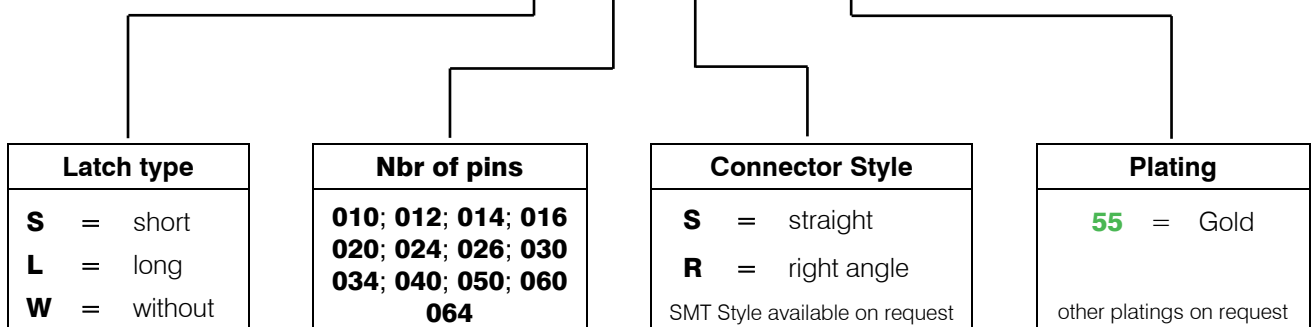 Latch type
S = short
L = long
W = without
Nbr of pins
010; 012; 014; 016
020; 024; 026; 030
034; 040; 050; 060
064
Connector Style
S = straight
R = right angle
SMT Style available on request
Plating
55 = Gold
other platings on request